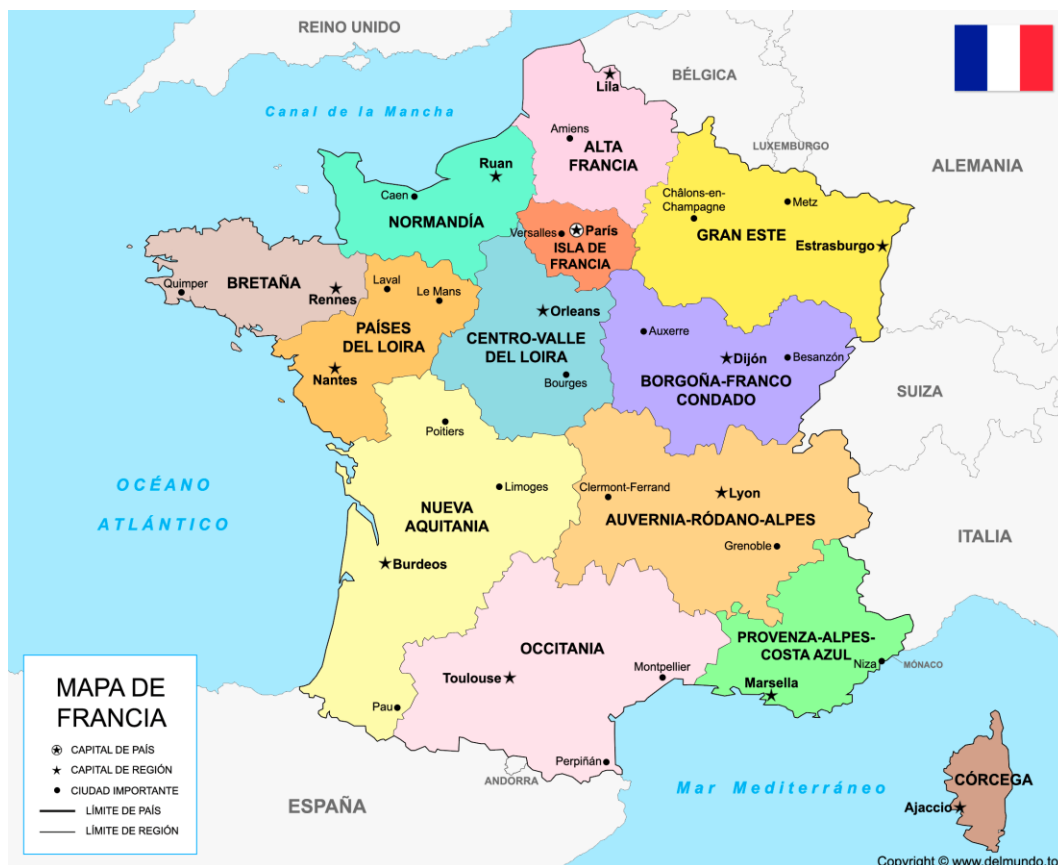 REINO UNIDO
BÉLGICA
Lila
Canal de la Mancha
Amiens
ALTA
FRANCIA
LUXEMBURGO
ALEMANIA
Ruan
Caen
NORMANDÍA
Châlons-en-
Champagne
Metz
GRAN ESTE
Estrasburgo
Versalles
París
ISLA DE
FRANCIA
BRETAÑA
Quimper
Rennes
Laval
Le Mans
PAÍSES
DEL LOIRA
Nantes
Orleans
CENTRO-VALLE
DEL LOIRA
Bourges
Auxerre
Dijón
Besanzón
BORGOÑA-FRANCO
CONDADO
SUIZA
Poitiers
OCÉANO
ATLÁNTICO
Limoges
NUEVA
AQUITANIA
Burdeos
Clermont-Ferrand
Lyon
AUVERNIA-RÓDANO-ALPES
Grenoble
ITALIA
PROVENZA-ALPES-
COSTA AZUL
Niza
MÓNACO
Marsella
OCCITANIA
Toulouse
Montpellier
Pau
Perpiñán
ANDORRA
ESPAÑA
Mar Mediterráneo
CÓRCEGA
Ajaccio
MAPA DE
FRANCIA
CAPITAL DE PAÍS
CAPITAL DE REGIÓN
CIUDAD IMPORTANTE
LÍMITE DE PAÍS
LÍMITE DE REGIÓN
Copyright © www.delmundo.to